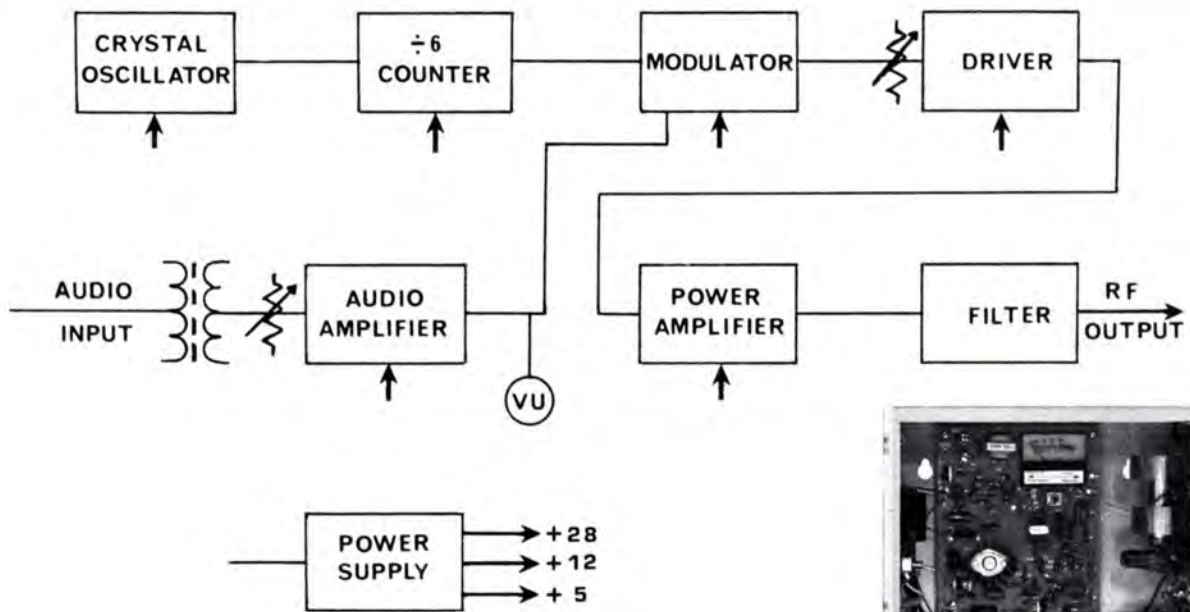 CRYSTAL
OSCILLATOR
÷6
COUNTER
MODULATOR
DRIVER
AUDIO
INPUT
AUDIO
AMPLIFIER
VU
POWER
AMPLIFIER
FILTER
RF
OUTPUT
POWER
SUPPLY
+28
+12
+5